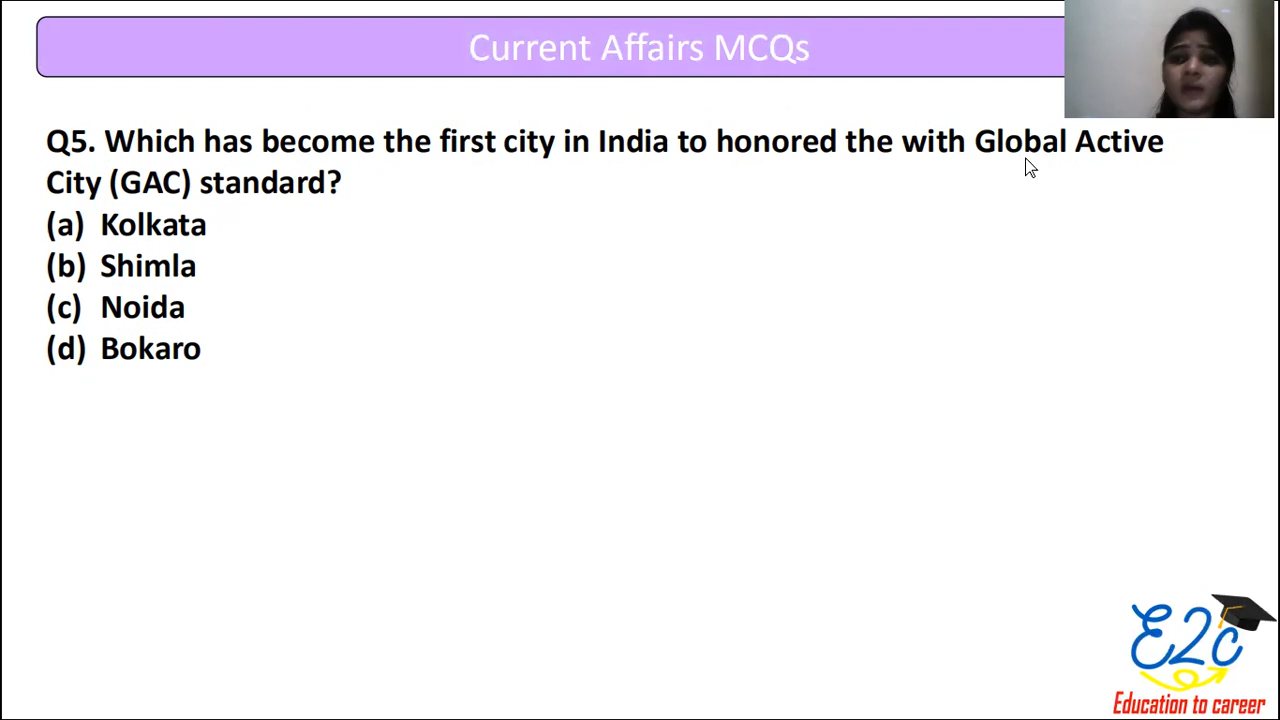 Current Affairs MCQs
Q5. Which has become the first city in India to honored the with Global Active
City (GAC) standard?
(a) Kolkata
(b) Shimla
(c) Noida
(d) Bokaro
E2c
Education to career